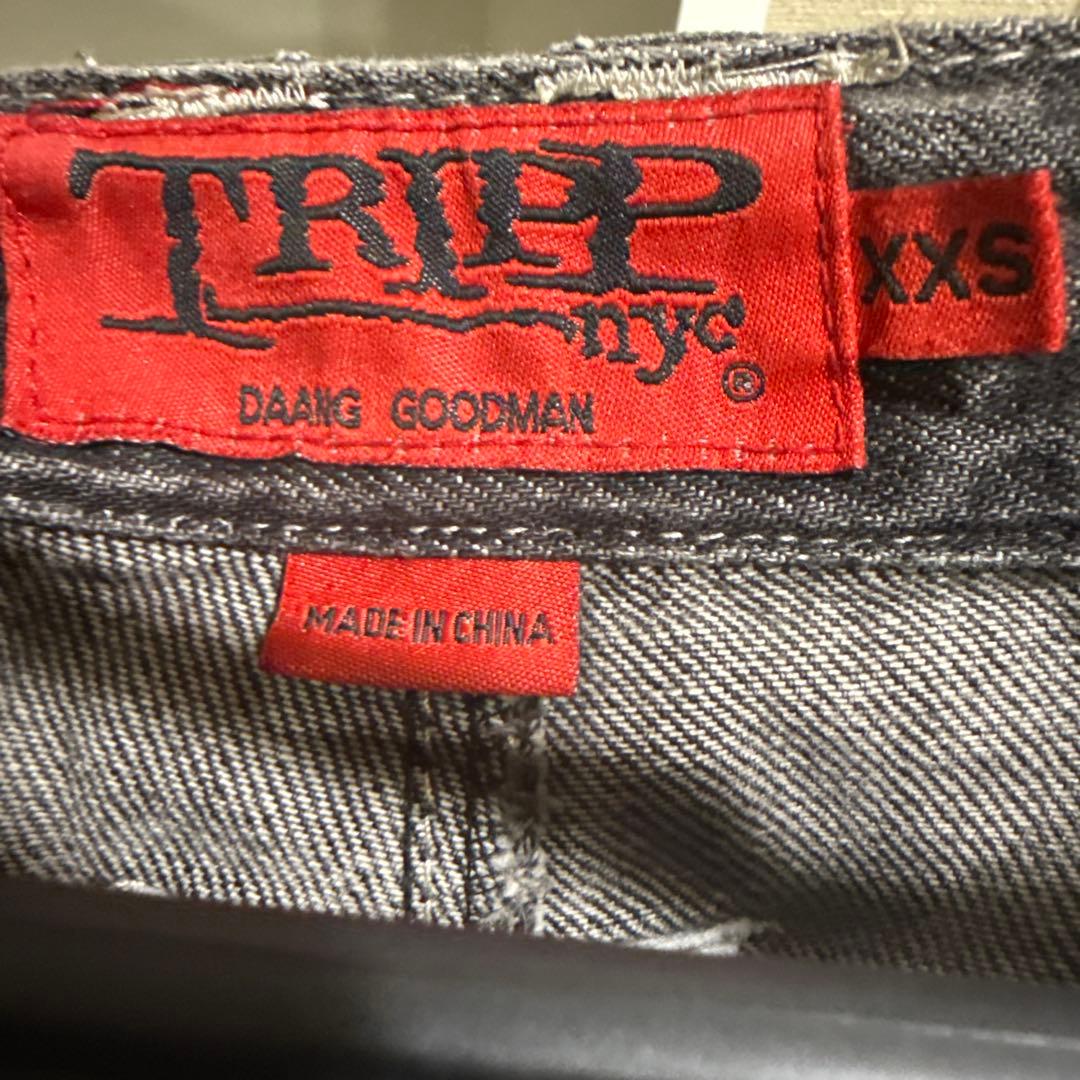 TRIPP
nyc
®
XXS
DAANG GOODMAN
MADE IN CHINA